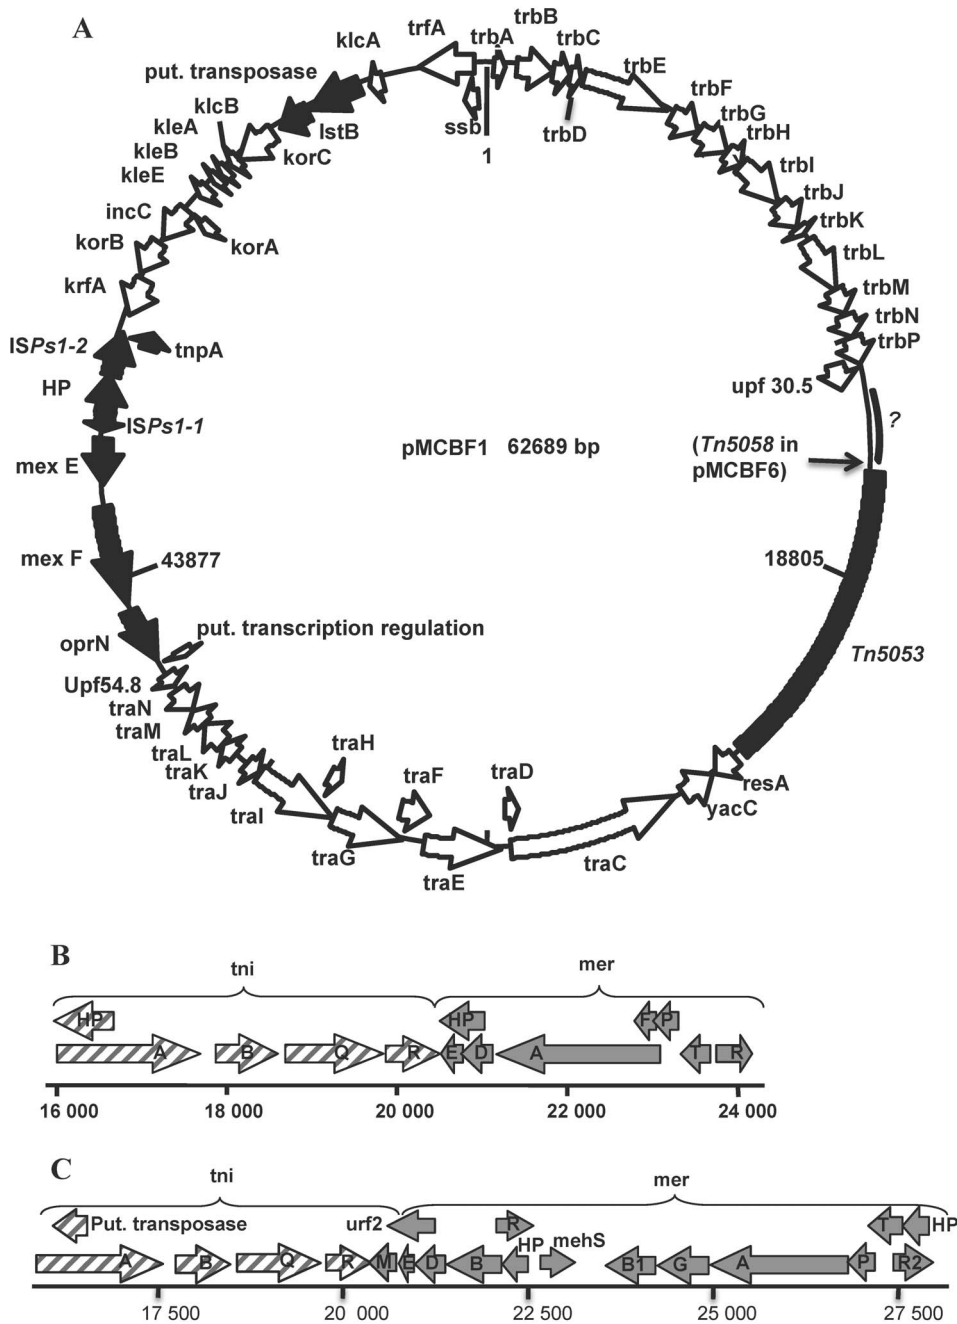 A
trfA
trbA
trbB
trbC
trbE
klcA
put. transposase
klcB
kleA
kleB
kleE
IstB
korC
ssb
1
trbD
trbF
trbG
trbH
trbI
trbJ
trbK
trbL
trbM
trbN
trbP
upf 30.5
incC
korB
korA
krfA
ISPs1-2
tnpA
HP
ISPs1-1
mex E
pMCBF1 62689 bp
?
(Tn5058 in
pMCBF6)
mex F
43877
18805
oprN
put. transcription regulation
Tn5053
Upf54.8
traN
traM
traL
traK
traJ
traI
traH
traF
traD
traG
traE
traC
resA
yacC
B
tni
mer
HP
HP
F
P
A
B
Q
R
E
D
A
T
R
16 000
18 000
20 000
22 000
24 000
C
tni
mer
Put. transposase
urf2
R
T
HP
HP
mehS
A
B
Q
R
M
E
D
B
B1
G
A
P
R2
17 500
20 000
22 500
25 000
27 500